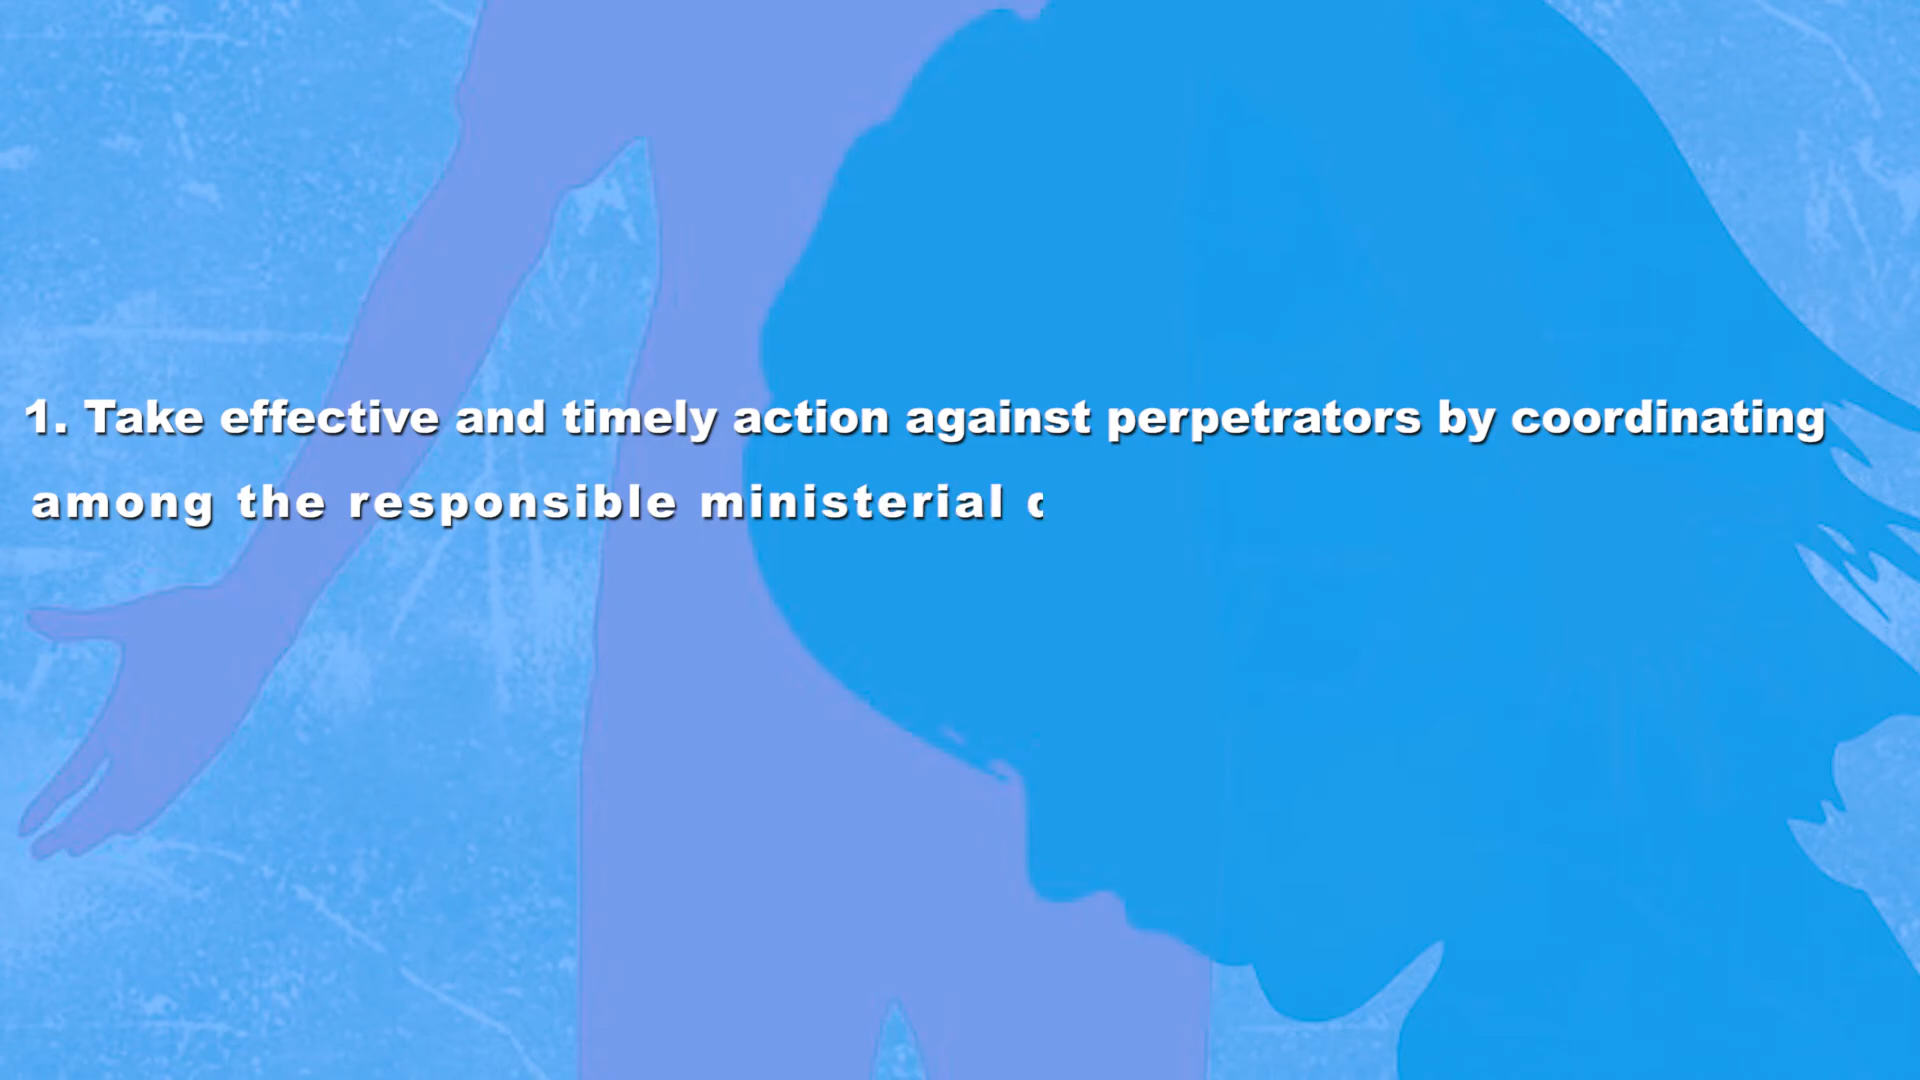 1. Take effective and timely action against perpetrators by coordinating
among the responsible ministerial